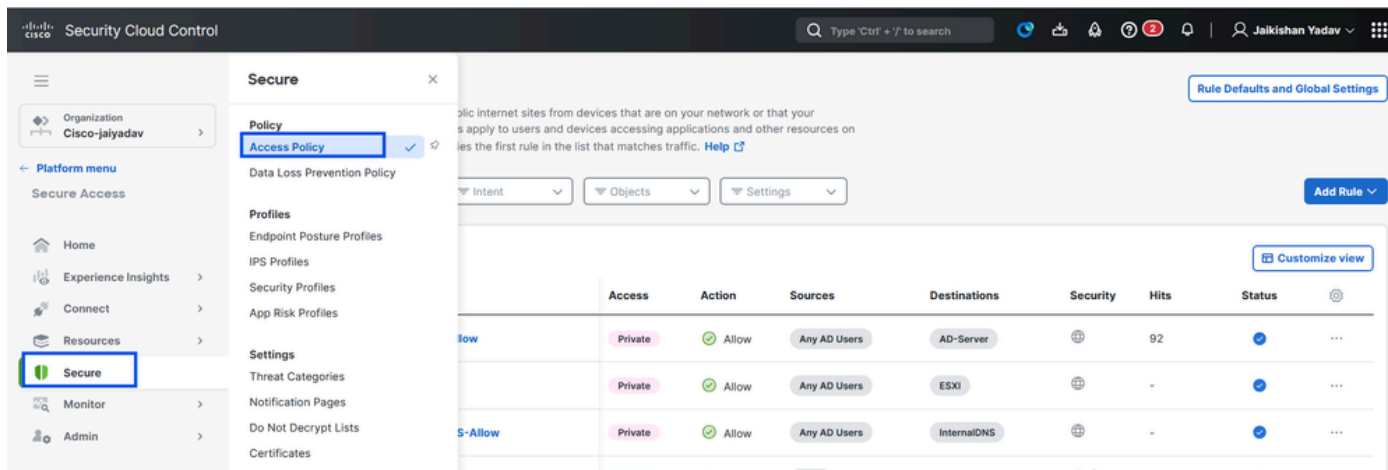 CISCO Security Cloud Control
Type 'Ctrl' + '/' to search
2
Jaikishan Yadav
Organization
Cisco-jaiyadav
Platform menu
Secure Access
Home
Experience Insights
Connect
Resources
Secure
Monitor
Admin
Secure
Policy
Access Policy
Data Loss Prevention Policy
Profiles
Endpoint Posture Profiles
IPS Profiles
Security Profiles
App Risk Profiles
Settings
Threat Categories
Notification Pages
Do Not Decrypt Lists
Certificates
Rule Defaults and Global Settings
internet sites from devices that are on your network or that your
apply to users and devices accessing applications and other resources on
the first rule in the list that matches traffic. Help
Intent Objects Settings
Add Rule
Customize view
Access Action Sources Destinations Security Hits Status
Private Allow Any AD Users AD-Server 92 ...
Private Allow Any AD Users ESXI - ...
S-Allow Private Allow Any AD Users InternalDNS - ...